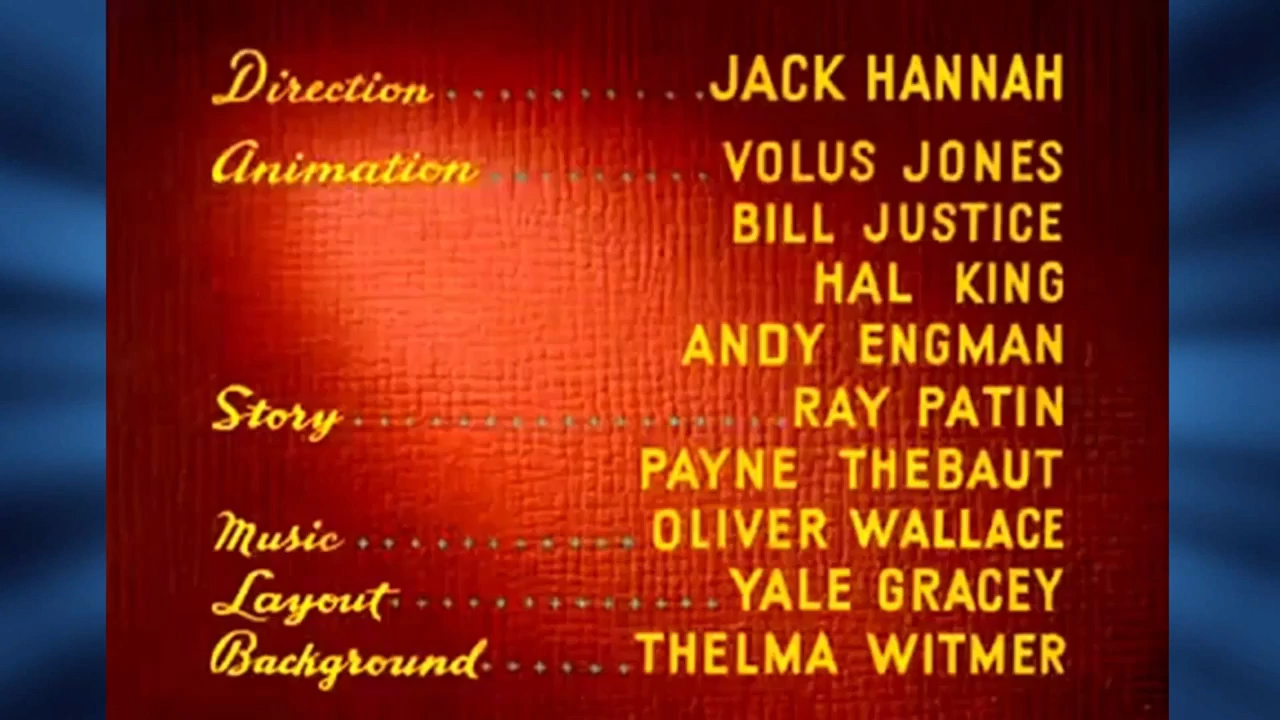 Direction . . . . . . . . . . JACK HANNAH
Animation . . . . . . . . . VOLUS JONES
BILL JUSTICE
HAL KING
ANDY ENGMAN
Story . . . . . . . . . . . . . . . . RAY PATIN
PAYNE THEBAUT
Music . . . . . . . . . . . OLIVER WALLACE
Layout . . . . . . . . . . . . . YALE GRACEY
Background . . . . . . THELMA WITMER